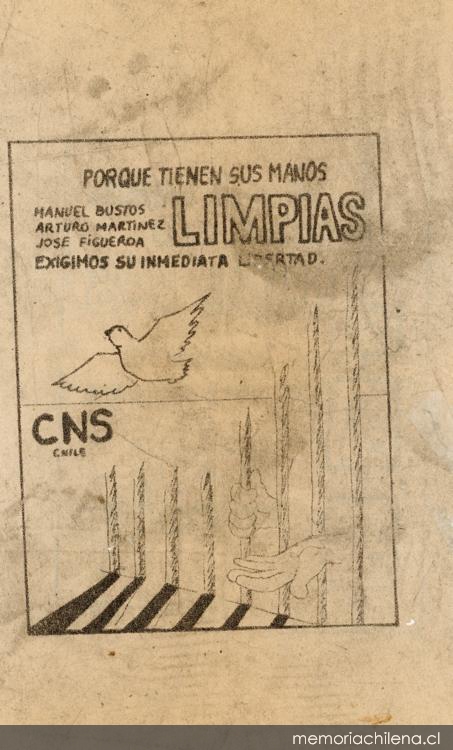 PORQUE TIENEN SUS MANOS
LIMPIAS
MANUEL BUSTOS
ARTURO MARTINEZ
JOSE FIGUEROA
EXIGIMOS SU INMEDIATA LIBERTAD.
CNS
CHILE
memoriachilena.cl